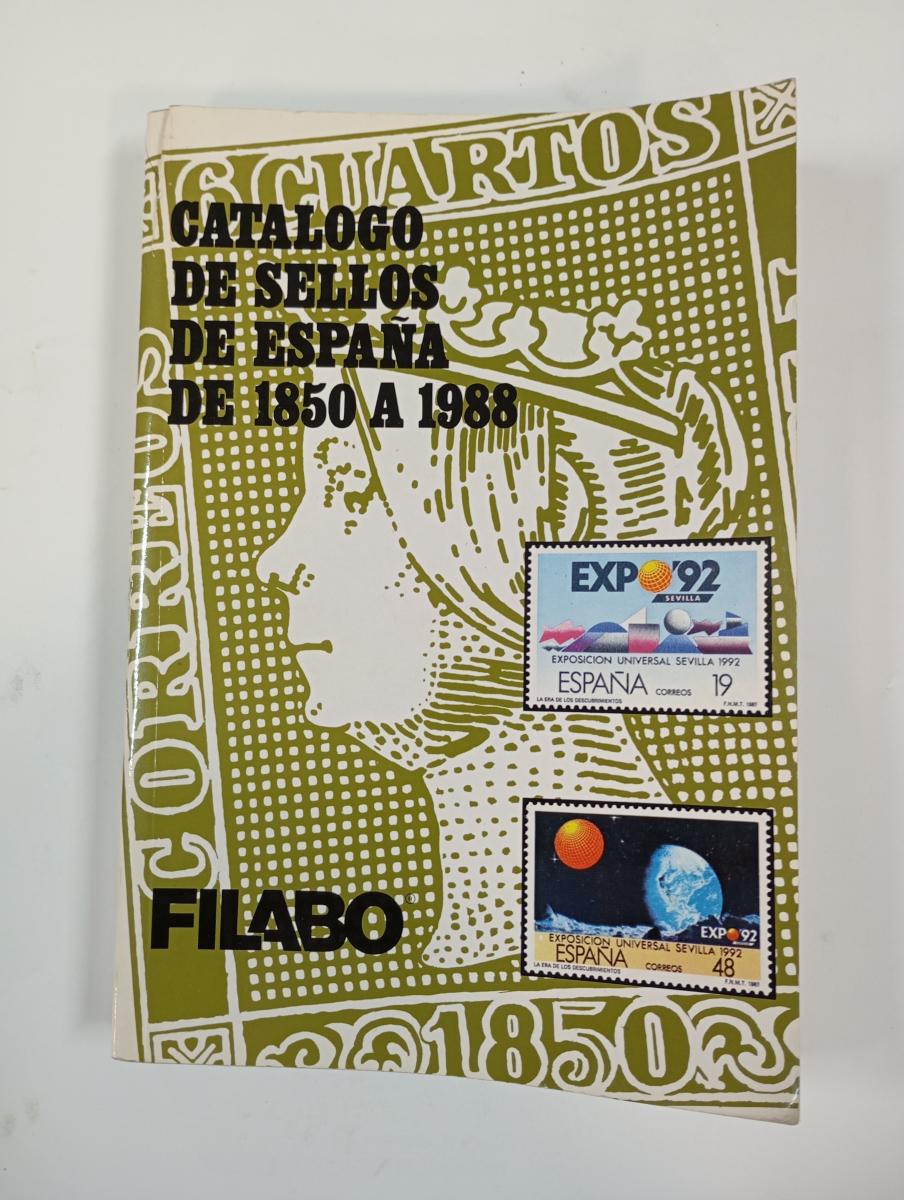 6 CUARTOS
CATALOGO
DE SELLOS
DE ESPAÑA
DE 1850 A 1988
CORREOS
EXPO'92
SEVILLA
EXPOSICION UNIVERSAL SEVILLA 1992
ESPAÑA CORREOS 19
LA ERA DE LOS DESCUBRIMIENTOS F.N.M.T. 1987
EXPO'92
EXPOSICION UNIVERSAL SEVILLA 1992
ESPAÑA CORREOS 48
LA ERA DE LOS DESCUBRIMIENTOS F.N.M.T. 1987
FILABO
1850